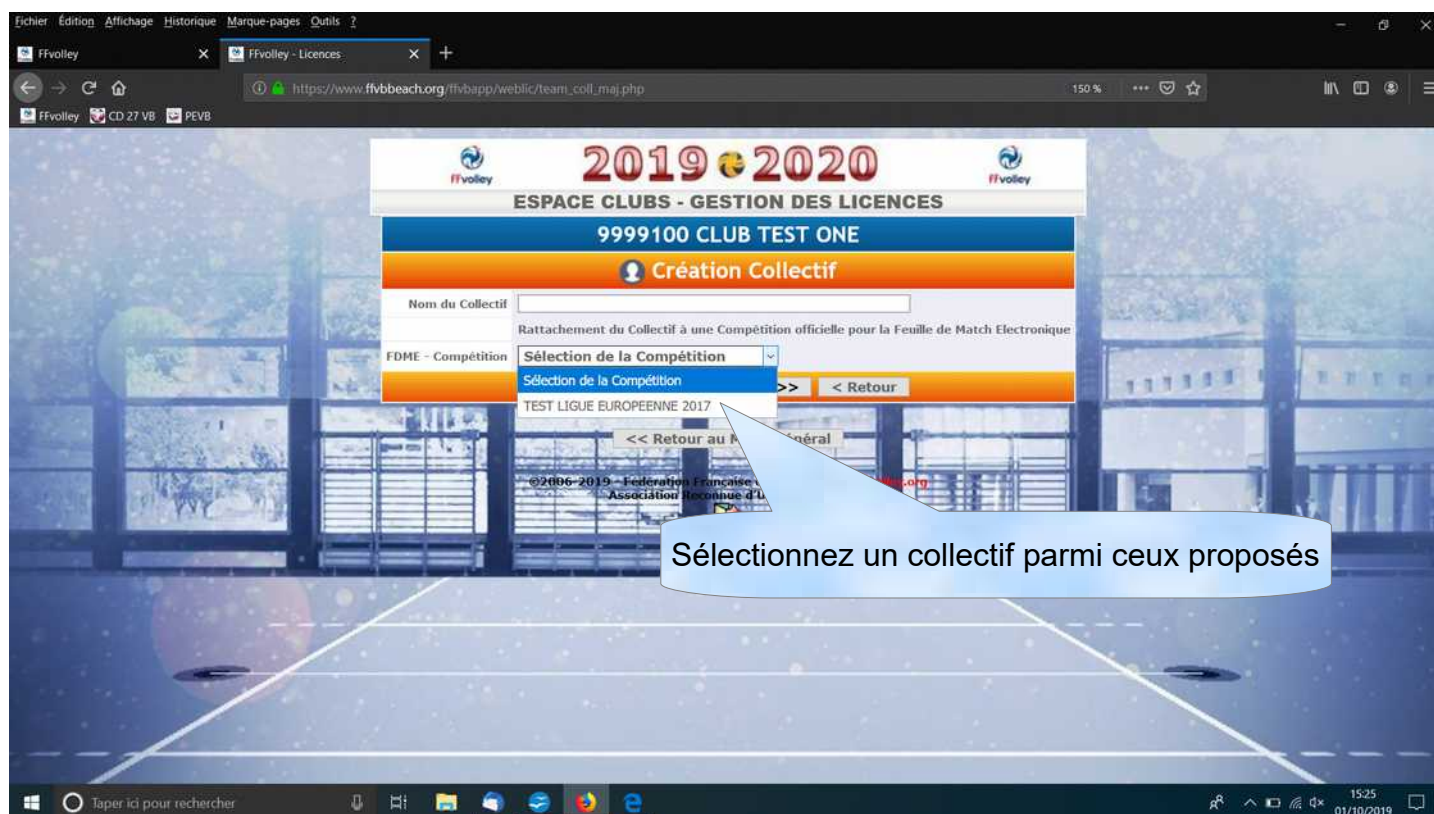 Fichier Édition Affichage Historique Marque-pages Outils ?
FFvolley
FFvolley - Licences
https://www.ffvbbeach.org/ffvbapp/weblic/team_coll_maj.php
150 %
FFvolley CD 27 VB PEVB
FFvolley
2019 2020
FFvolley
ESPACE CLUBS - GESTION DES LICENCES
9999100 CLUB TEST ONE
Création Collectif
Nom du Collectif
Rattachement du Collectif à une Compétition officielle pour la Feuille de Match Electronique
FDME - Compétition
Sélection de la Compétition
Sélection de la Compétition
>> < Retour
TEST LIGUE EUROPEENNE 2017
<< Retour au
©2006-2019 - Fédération Française
Association Reconnue
Sélectionnez un collectif parmi ceux proposés
Taper ici pour rechercher
15:25
01/10/2019